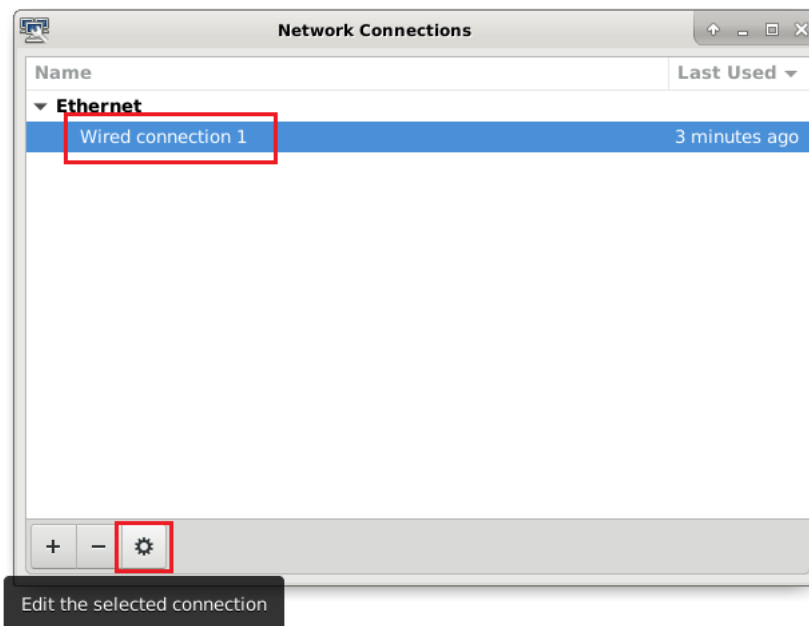 Network Connections
Name Last Used
Ethernet
Wired connection 1 3 minutes ago
Edit the selected connection